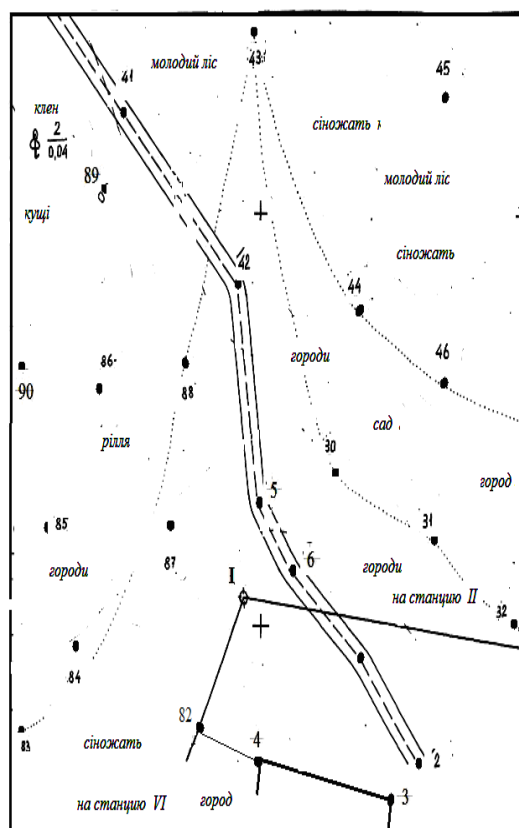 43
молодий ліс
45
41
сіножать
клен
2
0,04
89
молодий ліс
кущі
42
сіножать
44
городи
86
88
46
90
рілля
сад
30
город
5
85
87
31
6
городи
городи
I
на станцию II
32
84
82
83
сіножать
4
2
на станцию VI
город
3